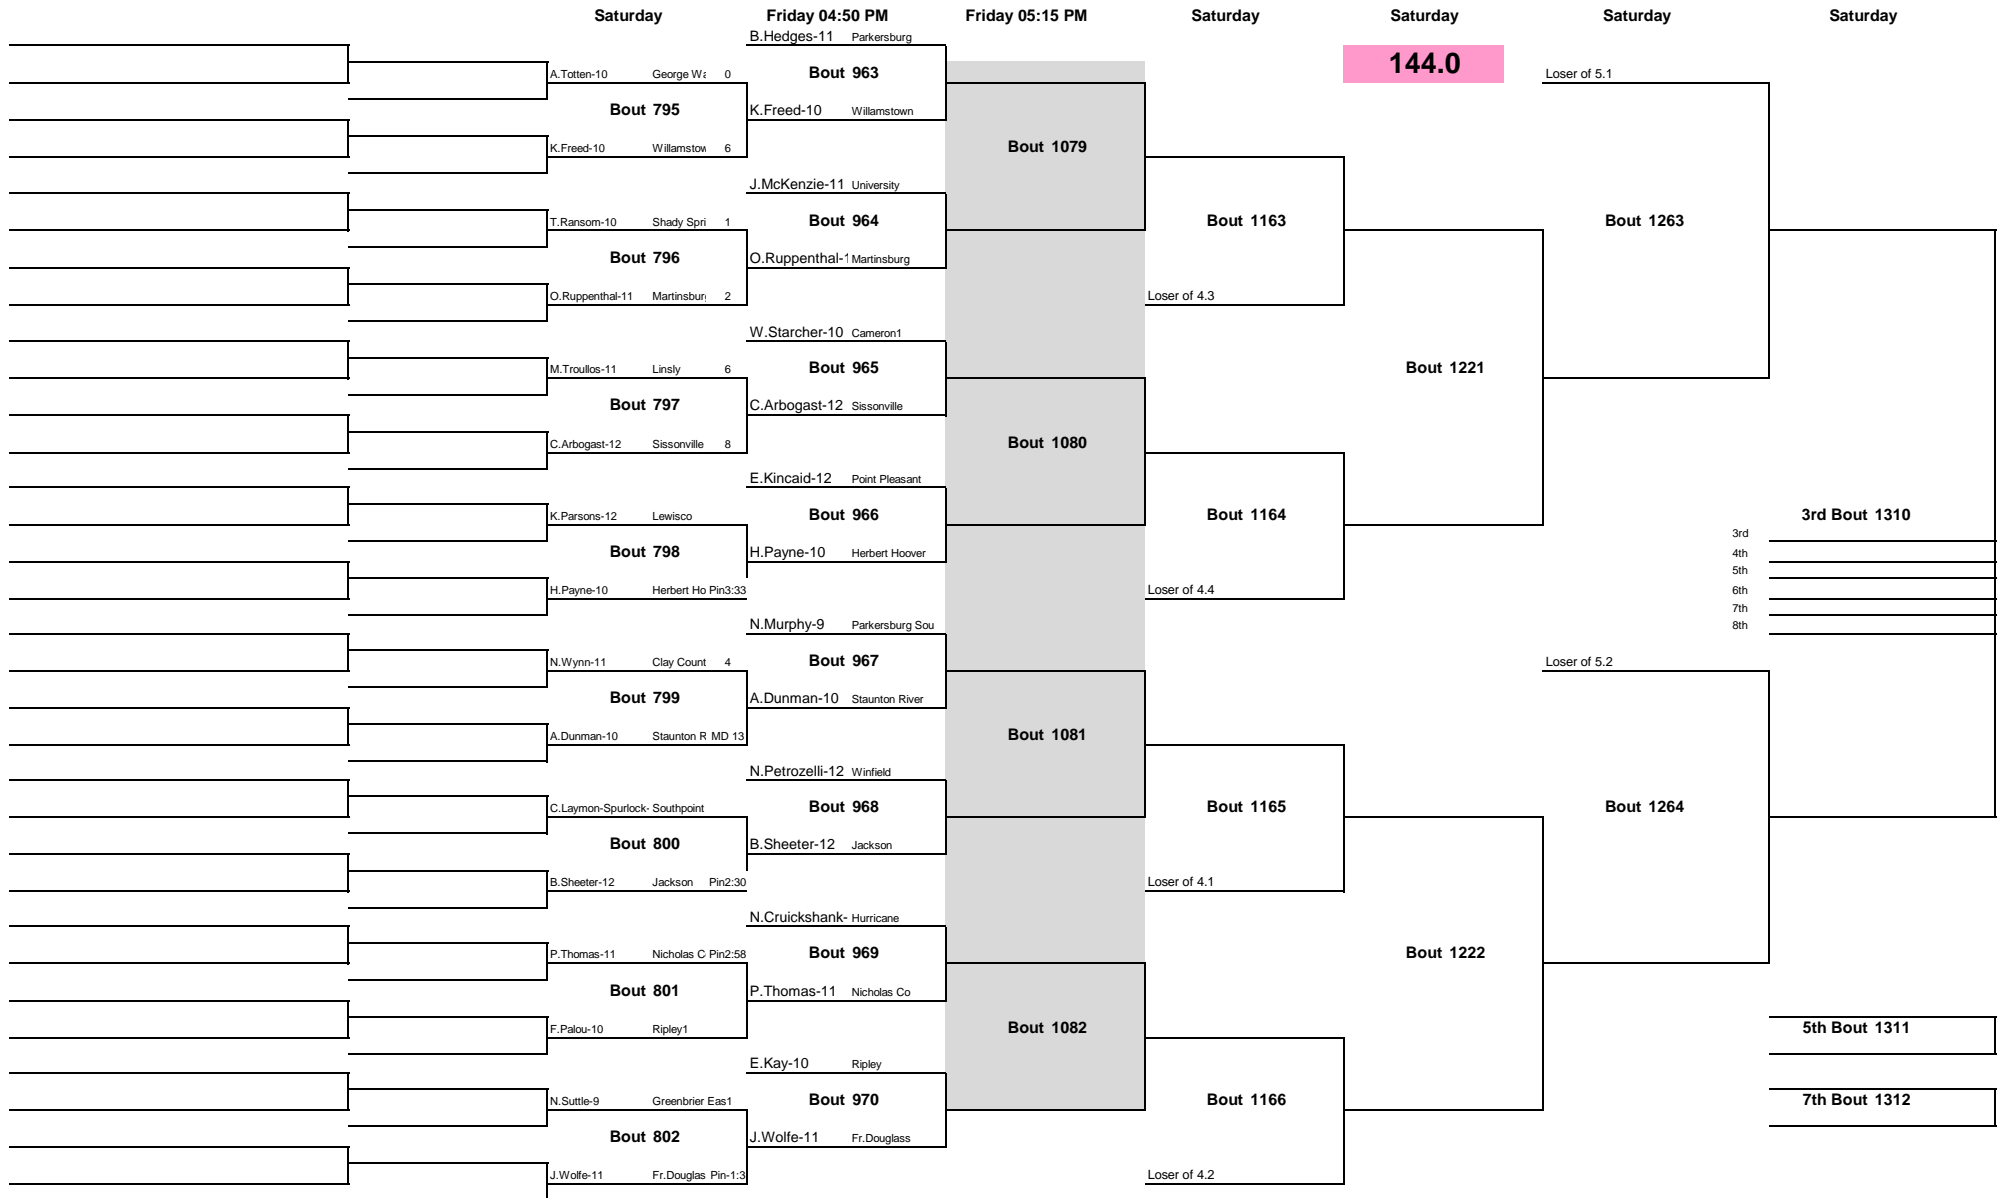 Saturday Friday 04:50 PM Friday 05:15 PM Saturday Saturday Saturday Saturday
B.Hedges-11 Parkersburg
144.0
A.Totten-10 George Wa 0 Bout 963 Loser of 5.1
Bout 795 K.Freed-10 Willamstown
K.Freed-10 Willamstow 6 Bout 1079
J.McKenzie-11 University
T.Ransom-10 Shady Spri 1 Bout 964 Bout 1163 Bout 1263
Bout 796 O.Ruppenthal-1 Martinsburg
O.Ruppenthal-11 Martinsbur 2 Loser of 4.3
W.Starcher-10 Cameron1
M.Troullos-11 Linsly 6 Bout 965 Bout 1221
Bout 797 C.Arbogast-12 Sissonville
C.Arbogast-12 Sissonville 8 Bout 1080
E.Kincaid-12 Point Pleasant
K.Parsons-12 Lewisco Bout 966 Bout 1164 3rd Bout 1310
3rd
Bout 798 H.Payne-10 Herbert Hoover 4th
5th
H.Payne-10 Herbert Ho Pin3:33 Loser of 4.4 6th
7th
N.Murphy-9 Parkersburg Sou 8th
N.Wynn-11 Clay Count 4 Bout 967 Loser of 5.2
Bout 799 A.Dunman-10 Staunton River
A.Dunman-10 Staunton R MD 13 Bout 1081
N.Petrozelli-12 Winfield
C.Laymon-Spurlock- Southpoint Bout 968 Bout 1165 Bout 1264
Bout 800 B.Sheeter-12 Jackson
B.Sheeter-12 Jackson Pin2:30 Loser of 4.1
N.Cruickshank- Hurricane
P.Thomas-11 Nicholas C Pin2:58 Bout 969 Bout 1222
Bout 801 P.Thomas-11 Nicholas Co
F.Palou-10 Ripley1 Bout 1082 5th Bout 1311
E.Kay-10 Ripley
N.Suttle-9 Greenbrier Eas1 Bout 970 Bout 1166 7th Bout 1312
Bout 802 J.Wolfe-11 Fr.Douglass
J.Wolfe-11 Fr.Douglas Pin-1:3 Loser of 4.2